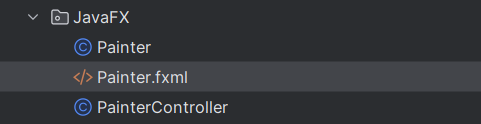 JavaFX
Painter
Painter.fxml
PainterController